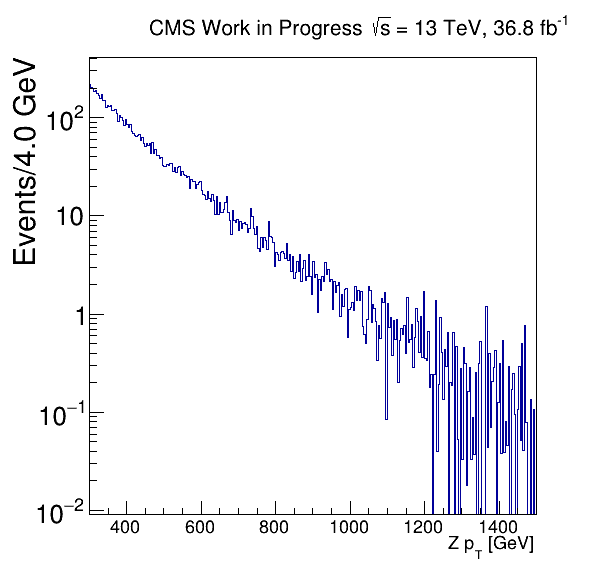 CMS Work in Progress √s = 13 TeV, 36.8 fb⁻¹
Events/4.0 GeV
10²
10
1
10⁻¹
10⁻²
400 600 800 1000 1200 1400
Z p_T [GeV]